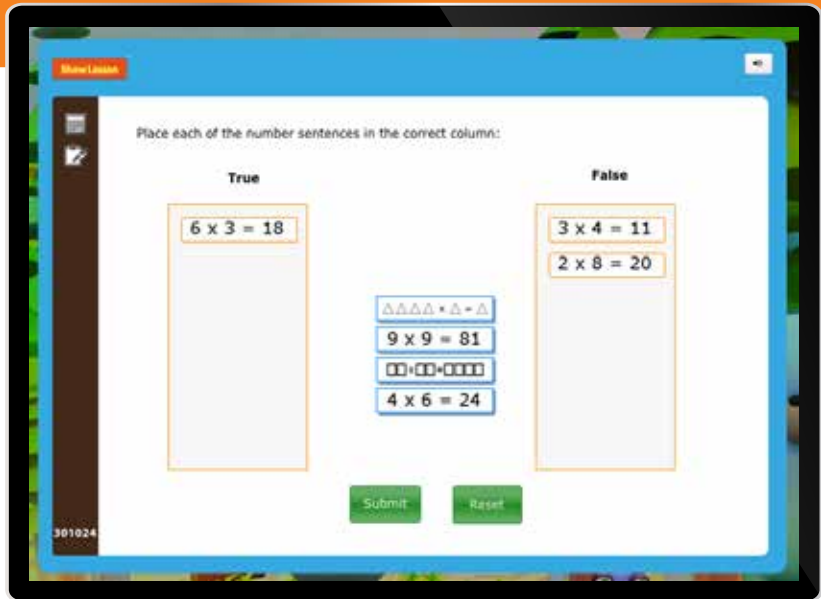 Show Lesson
Place each of the number sentences in the correct column:
True
False
6 x 3 = 18
3 x 4 = 11
2 x 8 = 20
9 x 9 = 81
4 x 6 = 24
Submit
Reset
301024